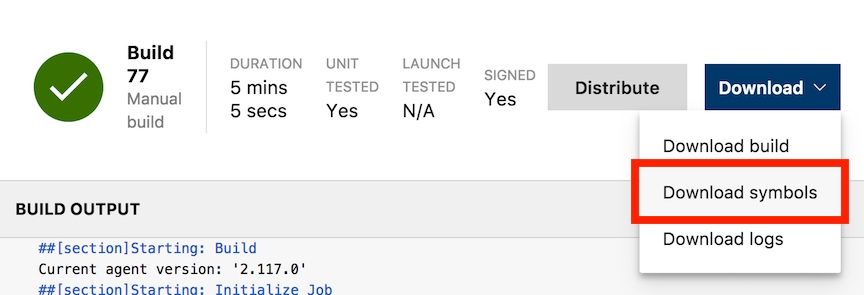 Build
77
Manual
build
DURATION
5 mins
5 secs
UNIT
TESTED
Yes
LAUNCH
TESTED
N/A
SIGNED
Yes
Distribute
Download
Download build
Download symbols
Download logs
BUILD OUTPUT
##[section]Starting: Build
Current agent version: '2.117.0'
##[section]Starting: Initialize Job